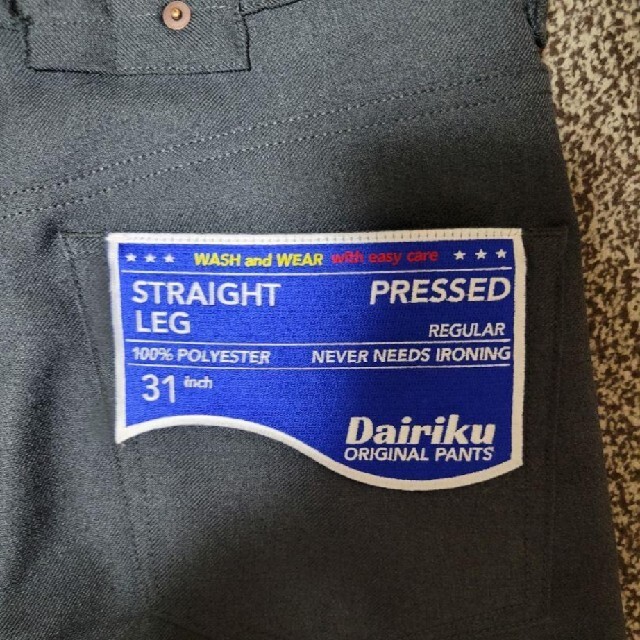 ★ ★ ★ WASH and WEAR with easy care ★ ★ ★
STRAIGHT LEG
PRESSED
REGULAR
100% POLYESTER NEVER NEEDS IRONING
31 inch
Dairiku
ORIGINAL PANTS